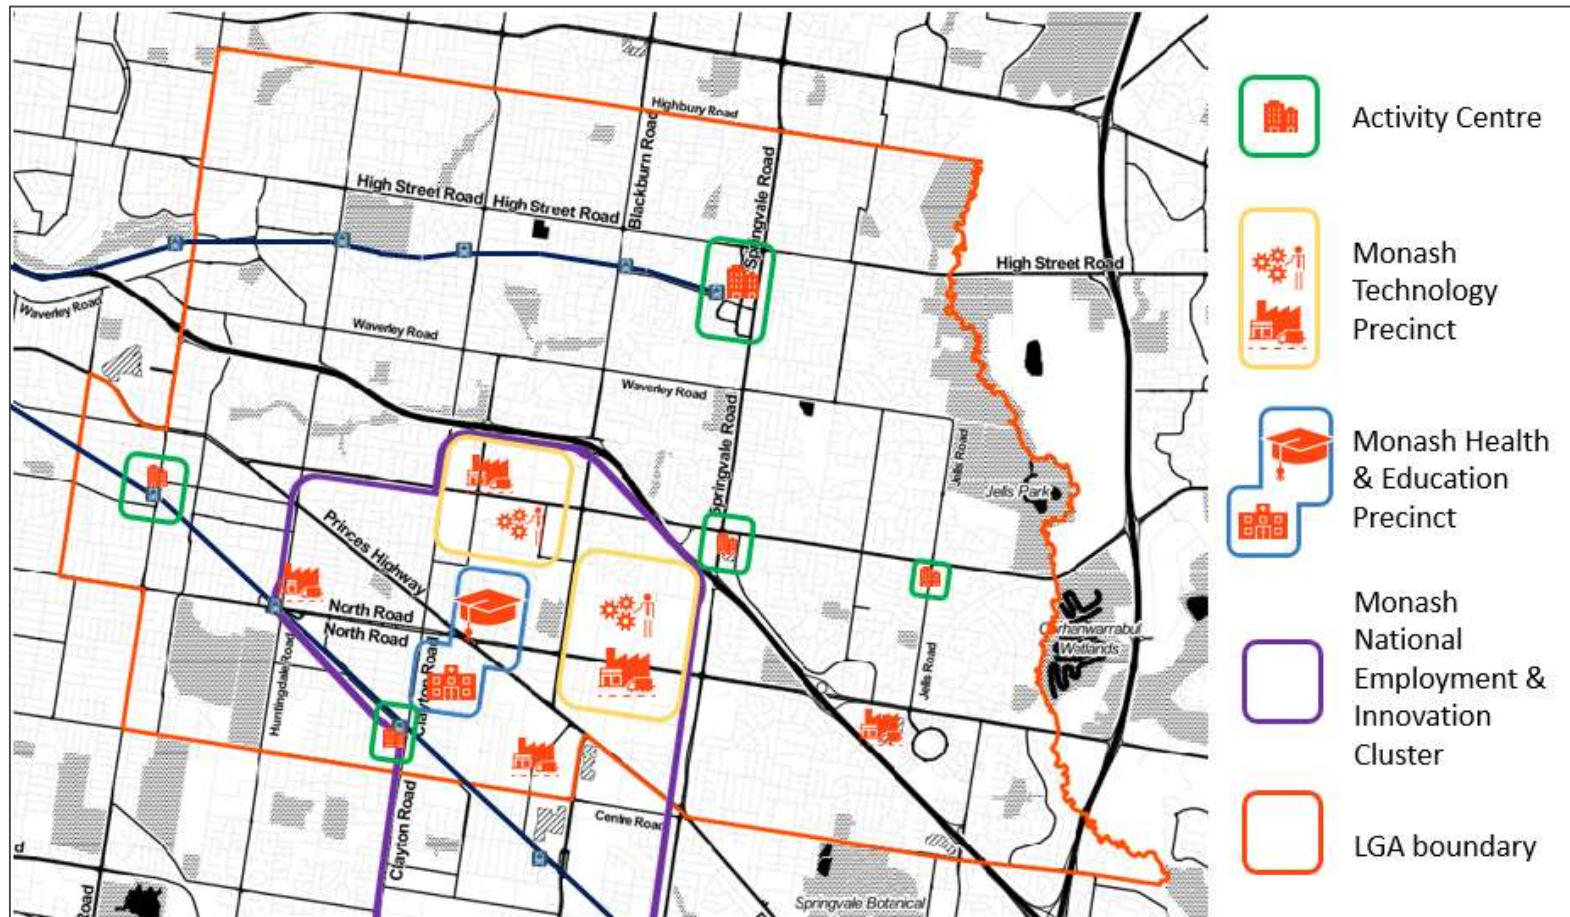 Highbury Road
Blackburn Road
Springvale Road
High Street Road
High Street Road
High Street Road
Waverley Road
Waverley Road
Waverley Road
Springvale Road
Jells Road
Jells Park
Princes Highway
North Road
North Road
Huntingdale Road
Clayton Road
Jells Road
Corhanwarrabul
Wetlands
Centre Road
Clayton Road
Road
d
Springvale Botanical
Activity Centre
Monash
Technology
Precinct
Monash Health
& Education
Precinct
Monash
National
Employment &
Innovation
Cluster
LGA boundary